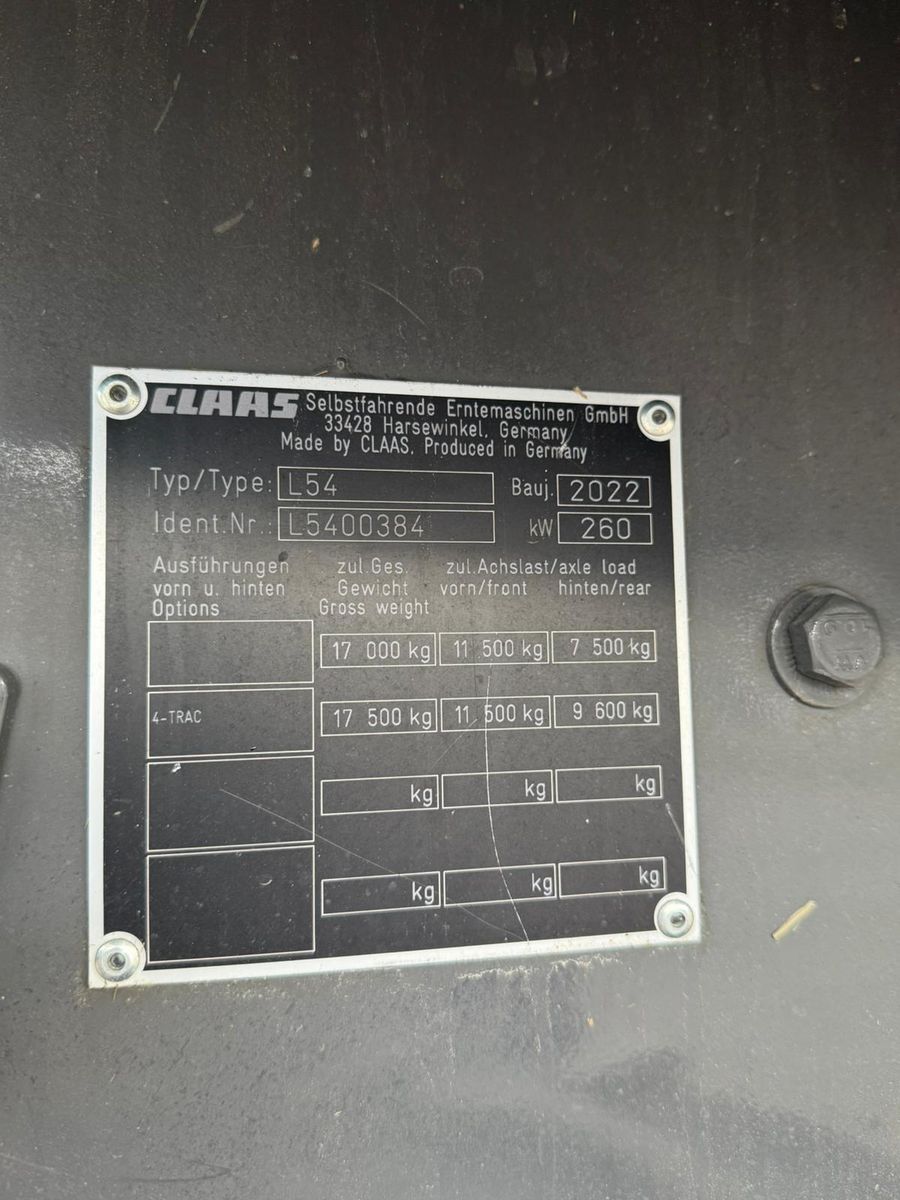 CLAAS Selbstfahrende Erntemaschinen GmbH
33428 Harsewinkel, Germany
Made by CLAAS, Produced in Germany
Typ/Type: L54 Bauj. 2022
Ident.Nr.: L5400384 kW 260
Ausführungen zul.Ges. zul.Achslast/axle load
vorn u. hinten Gewicht vorn/front hinten/rear
Options Gross weight
17 000 kg 11 500 kg 7 500 kg
4-TRAC 17 500 kg 11 500 kg 9 600 kg
kg kg kg
kg kg kg